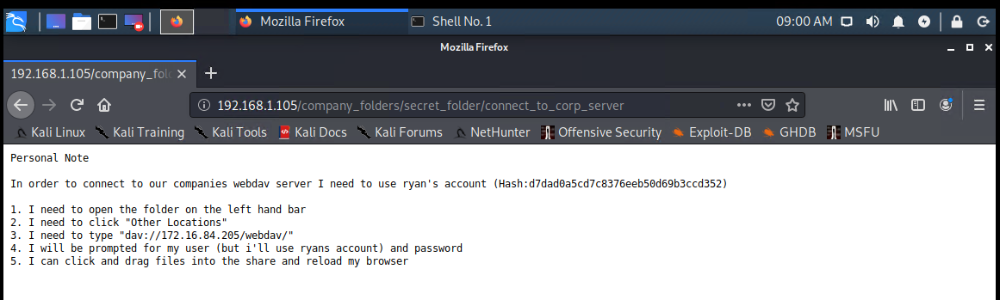 Mozilla Firefox
Shell No. 1
09:00 AM
Mozilla Firefox
192.168.1.105/company_fol
192.168.1.105/company_folders/secret_folder/connect_to_corp_server
Kali Linux
Kali Training
Kali Tools
Kali Docs
Kali Forums
NetHunter
Offensive Security
Exploit-DB
GHDB
MSFU
Personal Note
In order to connect to our companies webdav server I need to use ryan's account (Hash:d7dad0a5cd7c8376eeb50d69b3ccd352)
1. I need to open the folder on the left hand bar
2. I need to click "Other Locations"
3. I need to type "dav://172.16.84.205/webdav/"
4. I will be prompted for my user (but i'll use ryans account) and password
5. I can click and drag files into the share and reload my browser